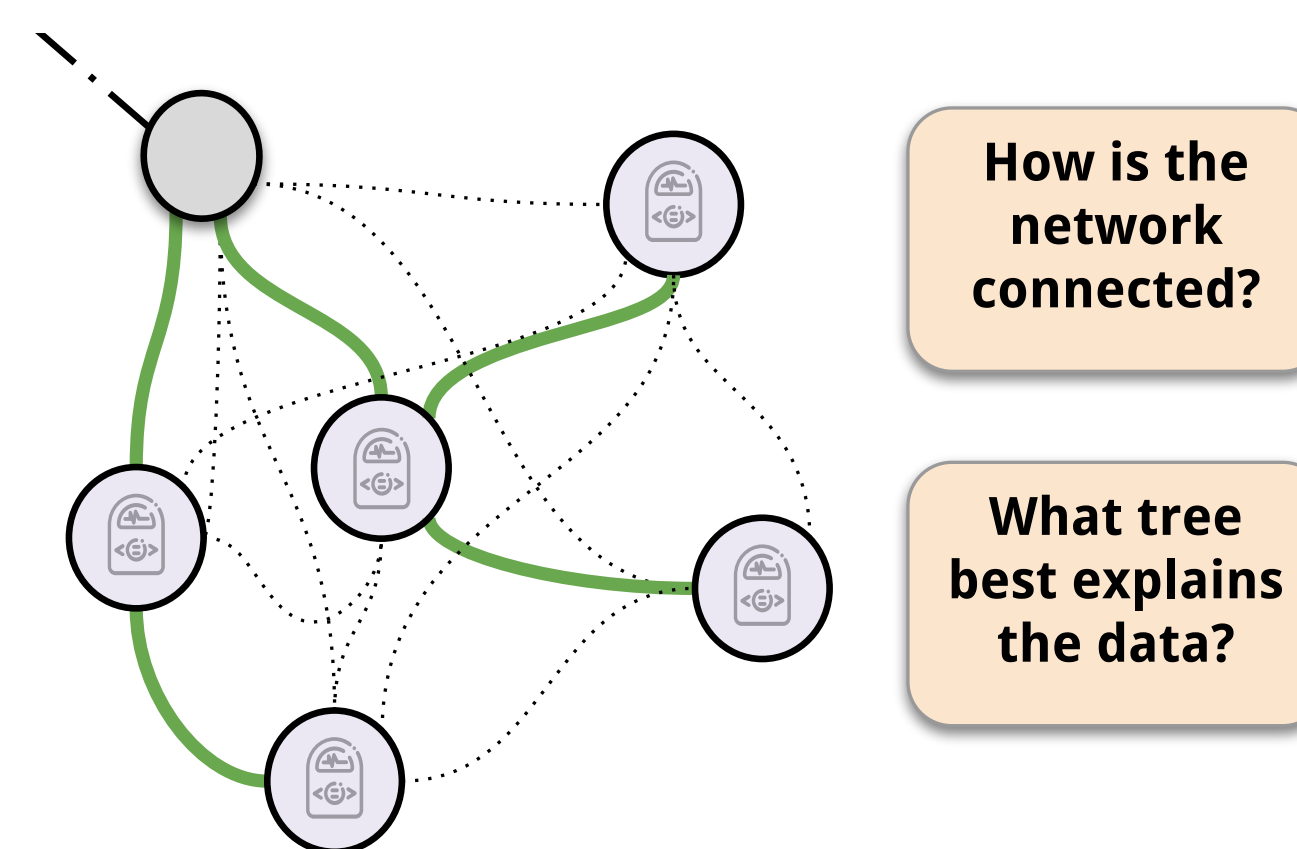 How is the
network
connected?
What tree
best explains
the data?